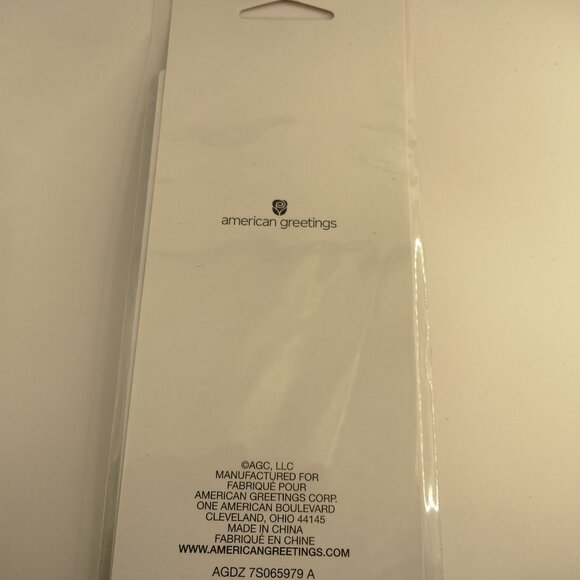 american greetings
©AGC, LLC
MANUFACTURED FOR
FABRIQUÉ POUR
AMERICAN GREETINGS CORP.
ONE AMERICAN BOULEVARD
CLEVELAND, OHIO 44145
MADE IN CHINA
FABRIQUÉ EN CHINE
WWW.AMERICANGREETINGS.COM
AGDZ 7S065979 A